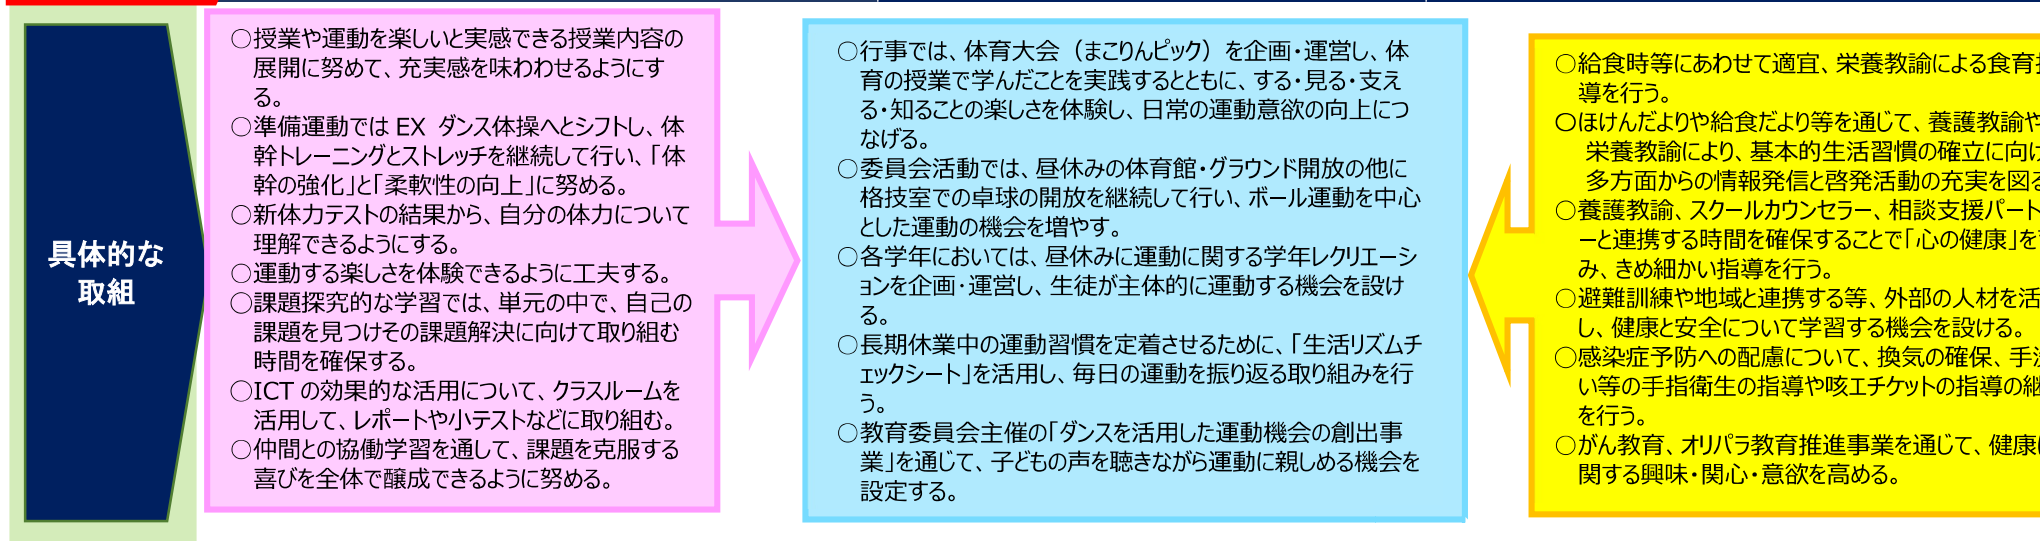 具体的な
取組
○授業や運動を楽しいと実感できる授業内容の
展開に努めて、充実感を味わわせるようにす
る。
○準備運動では EX ダンス体操へとシフトし、体
幹トレーニングとストレッチを継続して行い、「体
幹の強化」と「柔軟性の向上」に努める。
○新体力テストの結果から、自分の体力について
理解できるようにする。
○運動する楽しさを体験できるように工夫する。
○課題探究的な学習では、単元の中で、自己の
課題を見つけその課題解決に向けて取り組む
時間を確保する。
○ICT の効果的な活用について、クラスルームを
活用して、レポートや小テストなどに取り組む。
○仲間との協働学習を通して、課題を克服する
喜びを全体で醸成できるように努める。
○行事では、体育大会（まこりんピック）を企画・運営し、体
育の授業で学んだことを実践するとともに、する・見る・支え
る・知ることの楽しさを体験し、日常の運動意欲の向上につ
なげる。
○委員会活動では、昼休みの体育館・グラウンド開放の他に
格技室での卓球の開放を継続して行い、ボール運動を中心
とした運動の機会を増やす。
○各学年においては、昼休みに運動に関する学年レクリエーシ
ョンを企画・運営し、生徒が主体的に運動する機会を設け
る。
○長期休業中の運動習慣を定着させるために、「生活リズムチ
ェックシート」を活用し、毎日の運動を振り返る取り組みを行
う。
○教育委員会主催の「ダンスを活用した運動機会の創出事
業」を通じて、子どもの声を聴きながら運動に親しめる機会を
設定する。
○給食時等にあわせて適宜、栄養教諭による食育
導を行う。
○ほけんだよりや給食だより等を通じて、養護教諭や
栄養教諭により、基本的生活習慣の確立に向け
多方面からの情報発信と啓発活動の充実を図る
○養護教諭、スクールカウンセラー、相談支援パート
ーと連携する時間を確保することで「心の健康」を
み、きめ細かい指導を行う。
○避難訓練や地域と連携する等、外部の人材を活
し、健康と安全について学習する機会を設ける。
○感染症予防への配慮について、換気の確保、手洗
い等の手指衛生の指導や咳エチケットの指導の継
を行う。
○がん教育、オリパラ教育推進事業を通じて、健康に
関する興味・関心・意欲を高める。